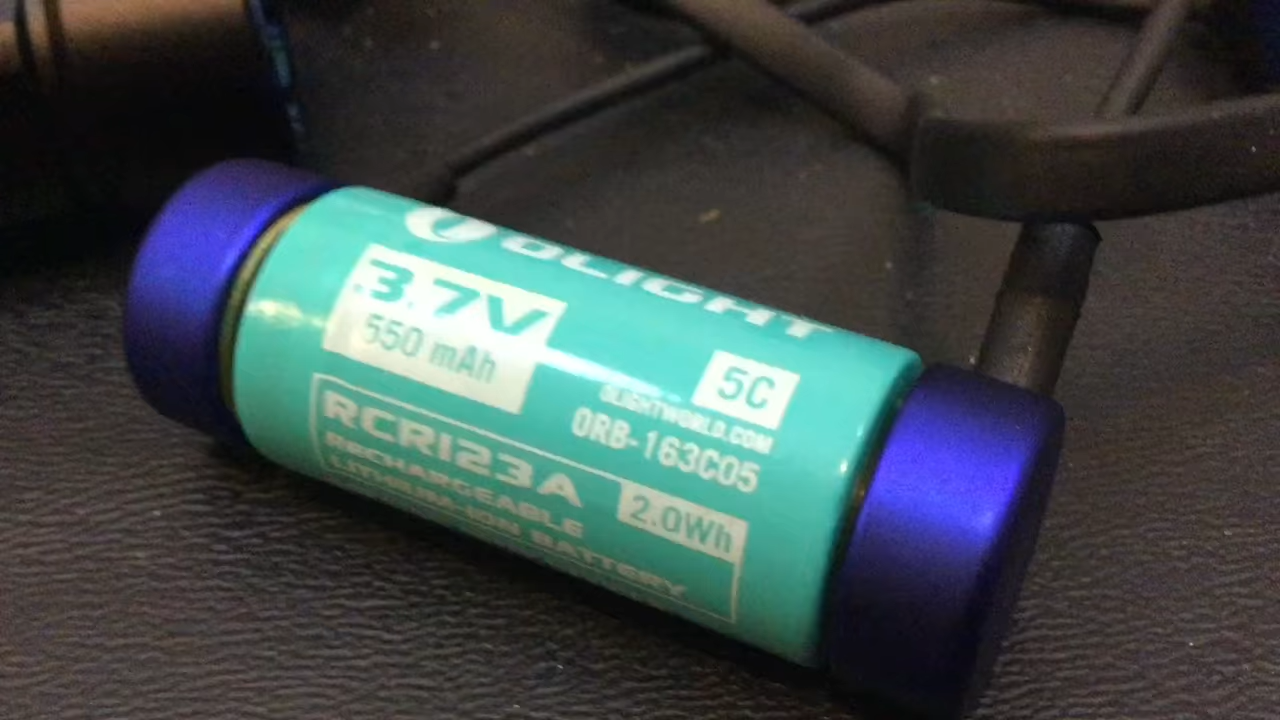 OLIGHT
3.7V
550 mAh
5C
OLIGHTWORLD.COM
ORB-163C05
RCR123A
2.0Wh
RECHARGEABLE
LITHIUM-ION BATTERY